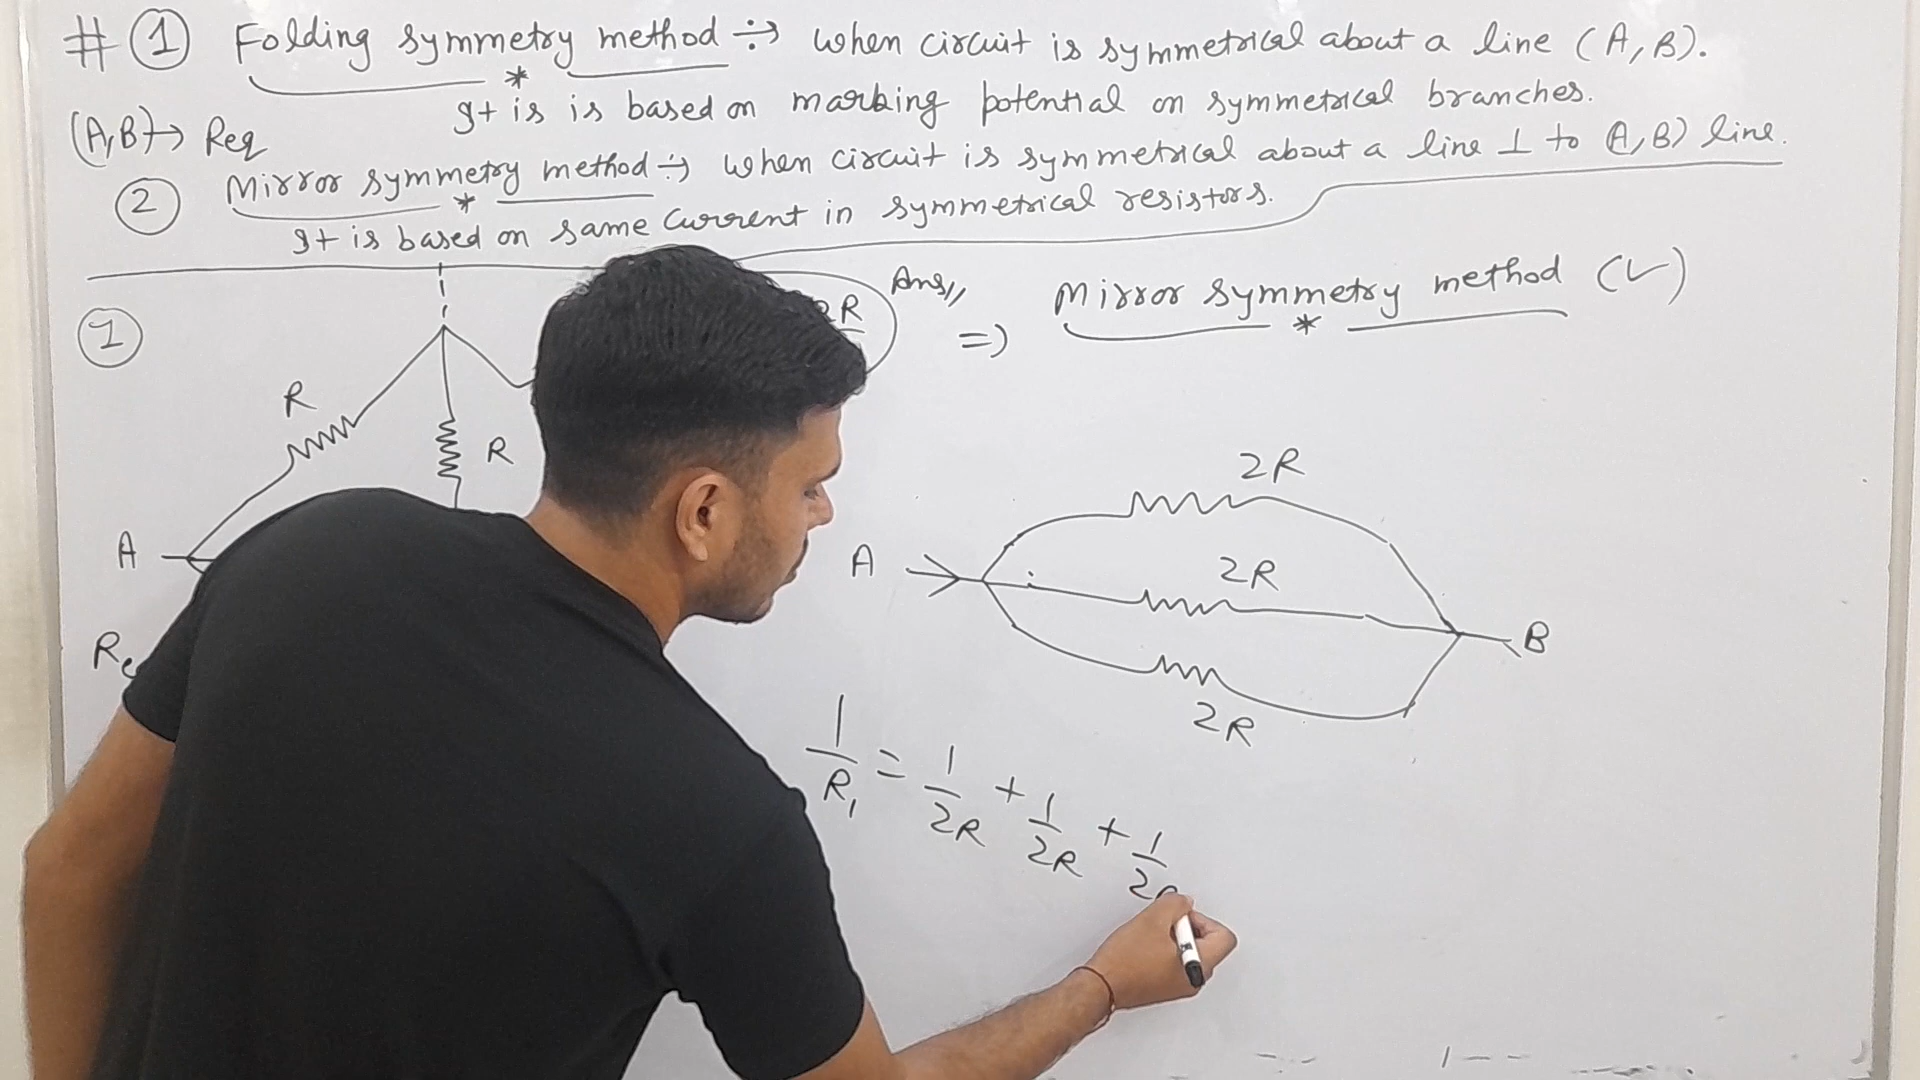 # ① Folding symmetry method ÷→ when circuit is symmetrical about a line (A, B).
* It is is based on marking potential on symmetrical branches.
(A,B)→ Req
② Mirror symmetry method ÷) when circuit is symmetrical about a line ⊥ to (A, B) line.
* It is based on same current in symmetrical resistors.
① R R
A
2R Ans,,
=) Mirror symmetry method (✓)
*
2R
A 2R B
2R
1/R1 = 1/2R + 1/2R + 1/2R